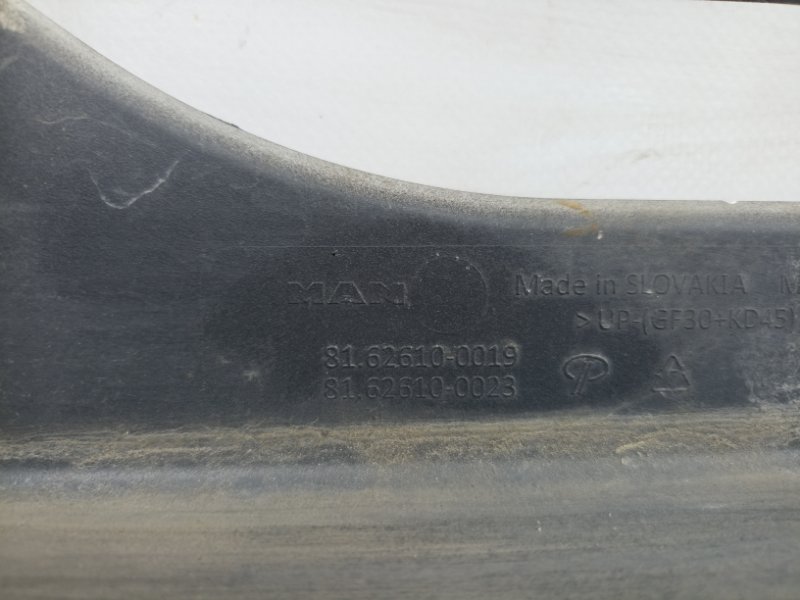 MAN
Made in SLOVAKIA M
>UP-(GF30+KD45)
81.62610-0019
81.62610-0023